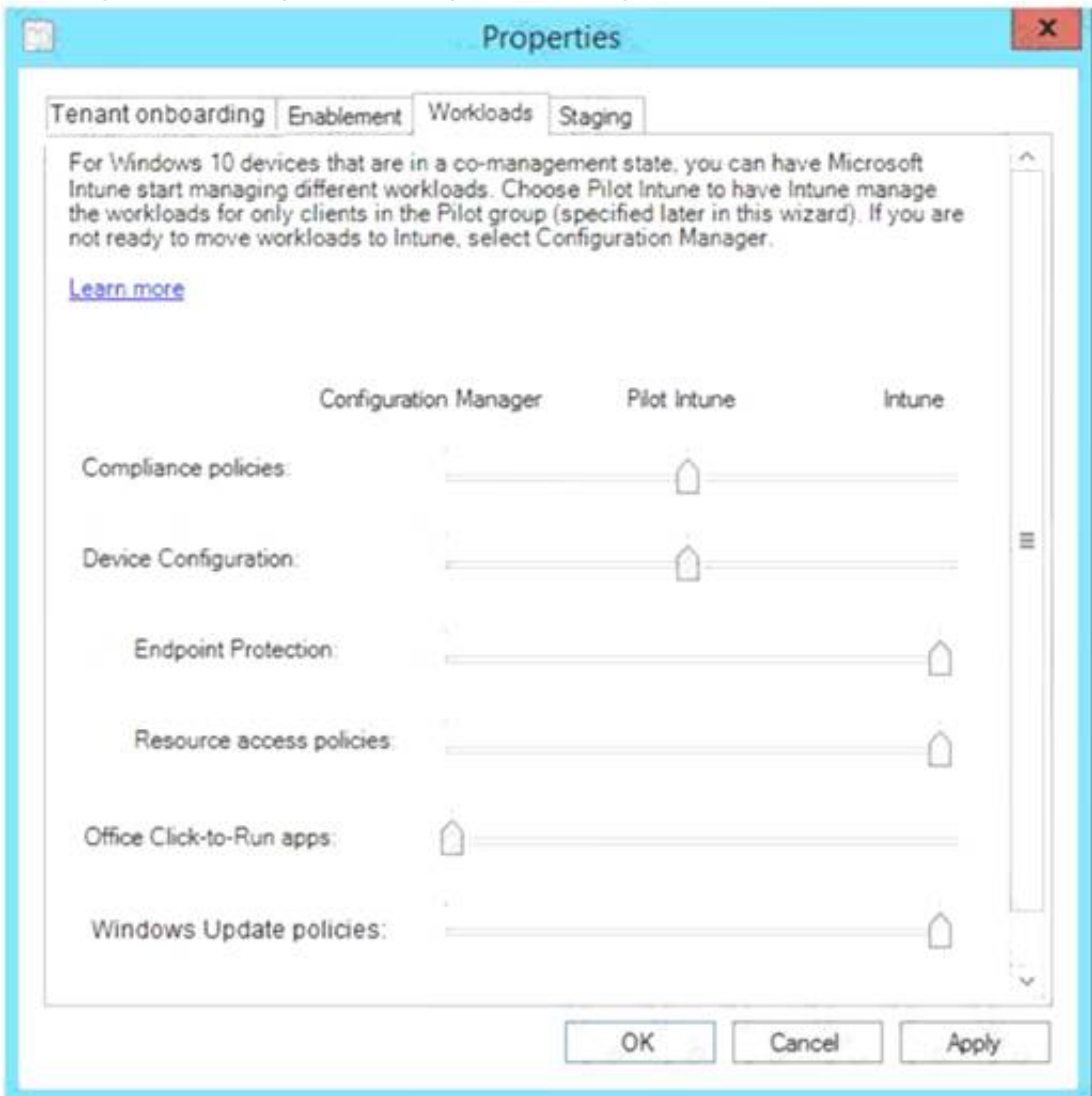 Properties
Tenant onboarding Enablement Workloads Staging
For Windows 10 devices that are in a co-management state, you can have Microsoft
Intune start managing different workloads. Choose Pilot Intune to have Intune manage
the workloads for only clients in the Pilot group (specified later in this wizard). If you are
not ready to move workloads to Intune, select Configuration Manager.
Learn more
Configuration Manager Pilot Intune Intune
Compliance policies:
Device Configuration:
Endpoint Protection:
Resource access policies:
Office Click-to-Run apps:
Windows Update policies:
OK Cancel Apply